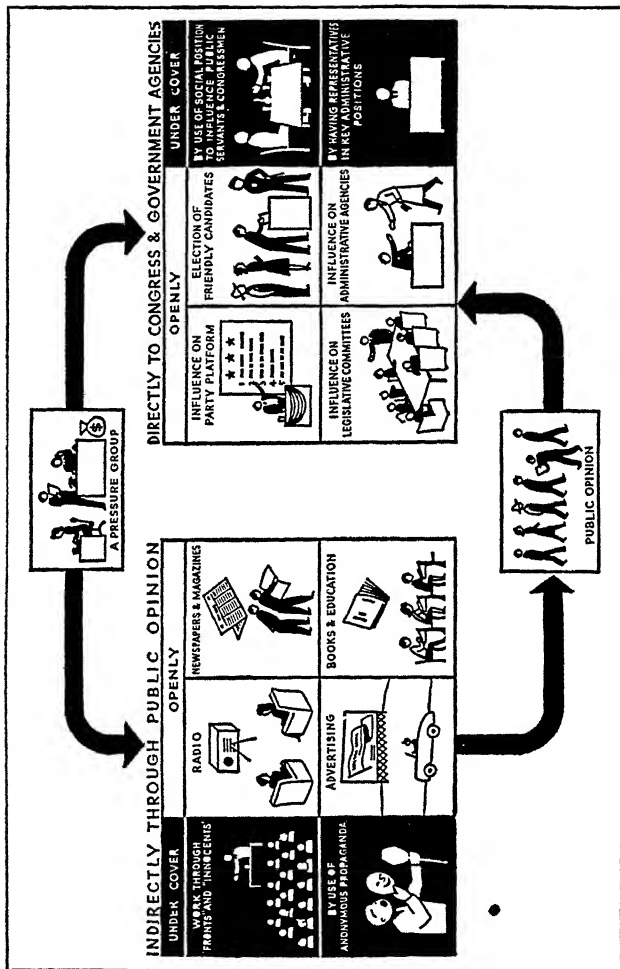 A PRESSURE GROUP
INDIRECTLY THROUGH PUBLIC OPINION
UNDER COVER
OPENLY
WORK THROUGH
"FRONTS" AND "INNOCENTS"
RADIO
NEWSPAPERS & MAGAZINES
BY USE OF
ANONYMOUS PROPAGANDA
ADVERTISING
BOOKS & EDUCATION
DIRECTLY TO CONGRESS & GOVERNMENT AGENCIES
OPENLY
UNDER COVER
INFLUENCE ON
PARTY PLATFORM
ELECTION OF
FRIENDLY CANDIDATES
BY USE OF SOCIAL POSITION
TO INFLUENCE PUBLIC
SERVANTS & CONGRESSMEN
INFLUENCE ON
LEGISLATIVE COMMITTEES
INFLUENCE ON
ADMINISTRATIVE AGENCIES
BY HAVING REPRESENTATIVES
IN KEY ADMINISTRATIVE
POSITIONS
PUBLIC OPINION